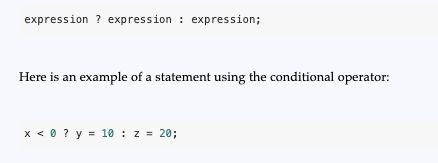 expression ? expression : expression;
Here is an example of a statement using the conditional operator:
x < 0 ? y = 10 : z = 20;